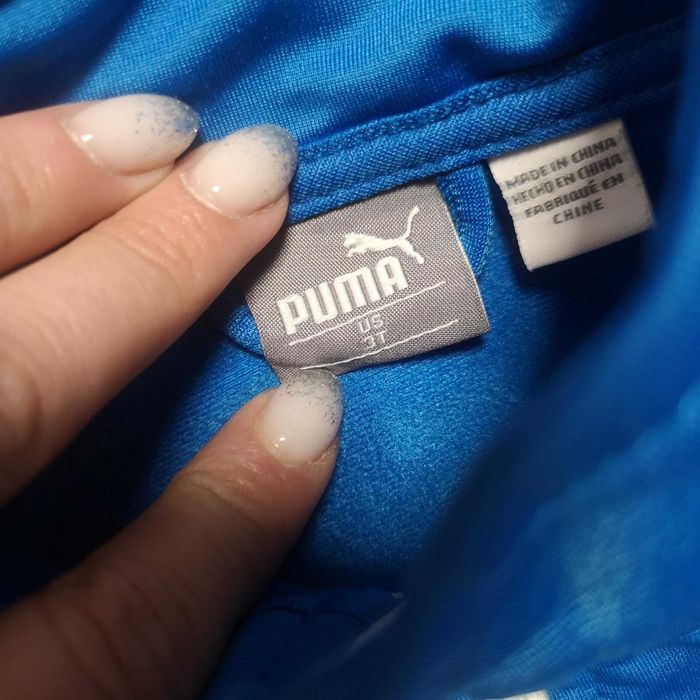 PUMA
US
3T
MADE IN CHINA
HECHO EN CHINA
FABRIQUÉ EN
CHINE